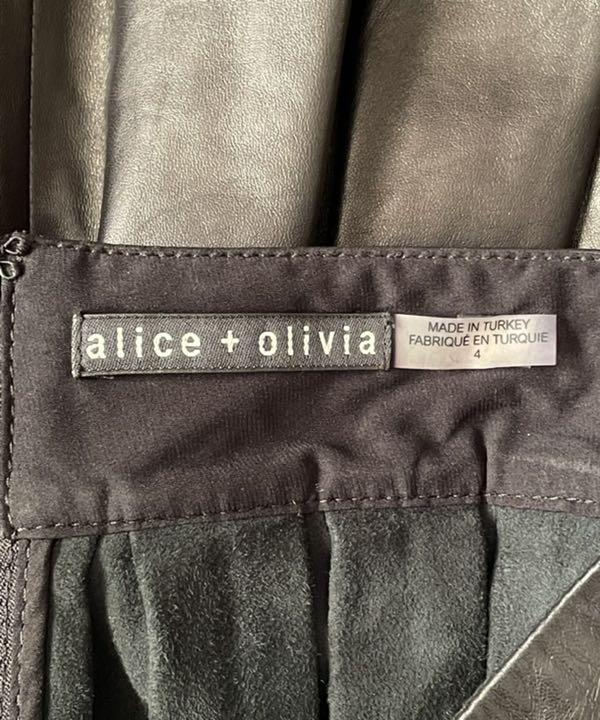 alice + olivia
MADE IN TURKEY
FABRIQUÉ EN TURQUIE
4